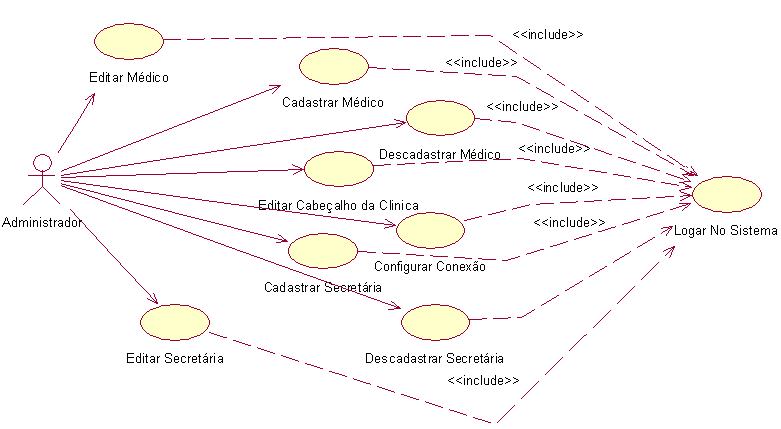 <<include>>
<<include>>
Editar Médico
Cadastrar Médico
<<include>>
<<include>>
Descadastrar Médico
<<include>>
Editar Cabeçalho da Clinica
Administrador
<<include>>
Logar No Sistema
Configurar Conexão
Cadastrar Secretária
Editar Secretária
Descadastrar Secretária
<<include>>